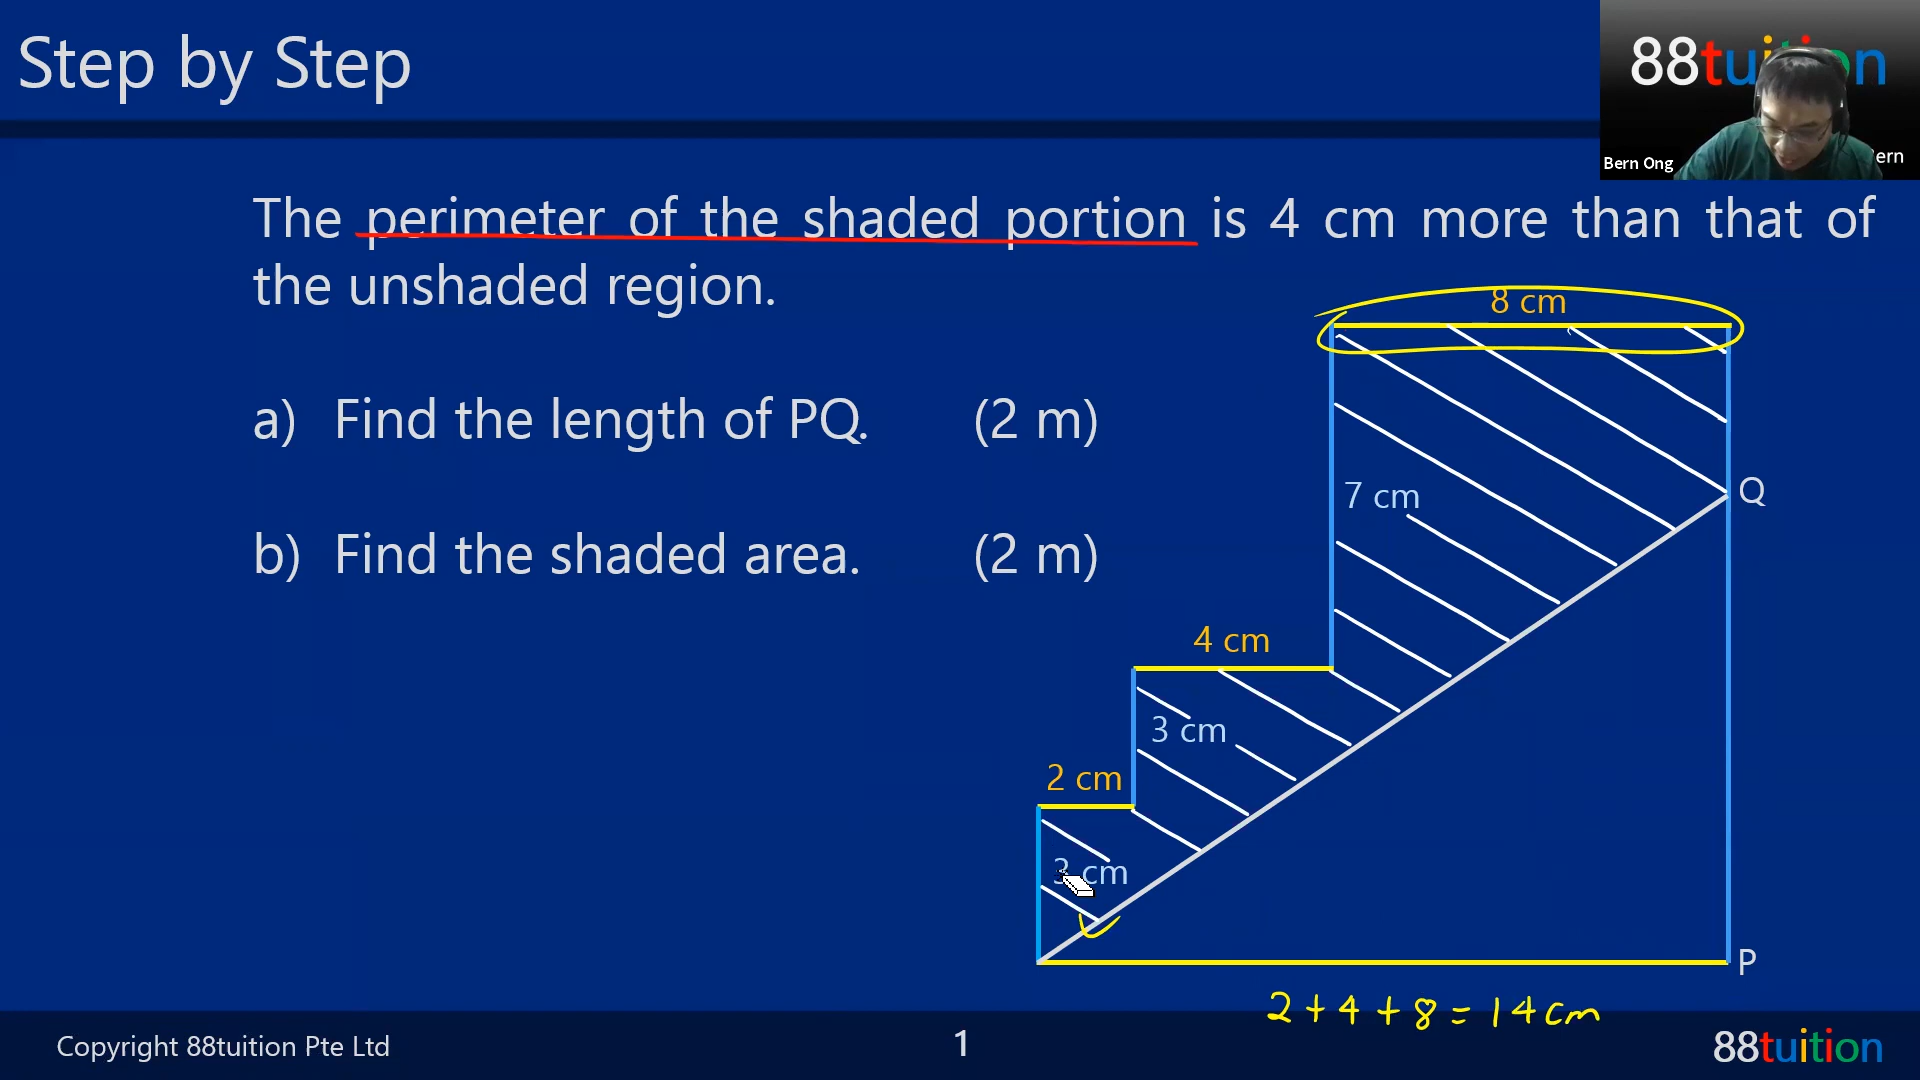 Step by Step
88tuition
Bern Ong
ern
The perimeter of the shaded portion is 4 cm more than that of
the unshaded region.
8 cm
a) Find the length of PQ. (2 m)
7 cm
Q
b) Find the shaded area. (2 m)
4 cm
3 cm
2 cm
3 cm
P
2 + 4 + 8 = 14 cm
Copyright 88tuition Pte Ltd
1
88tuition